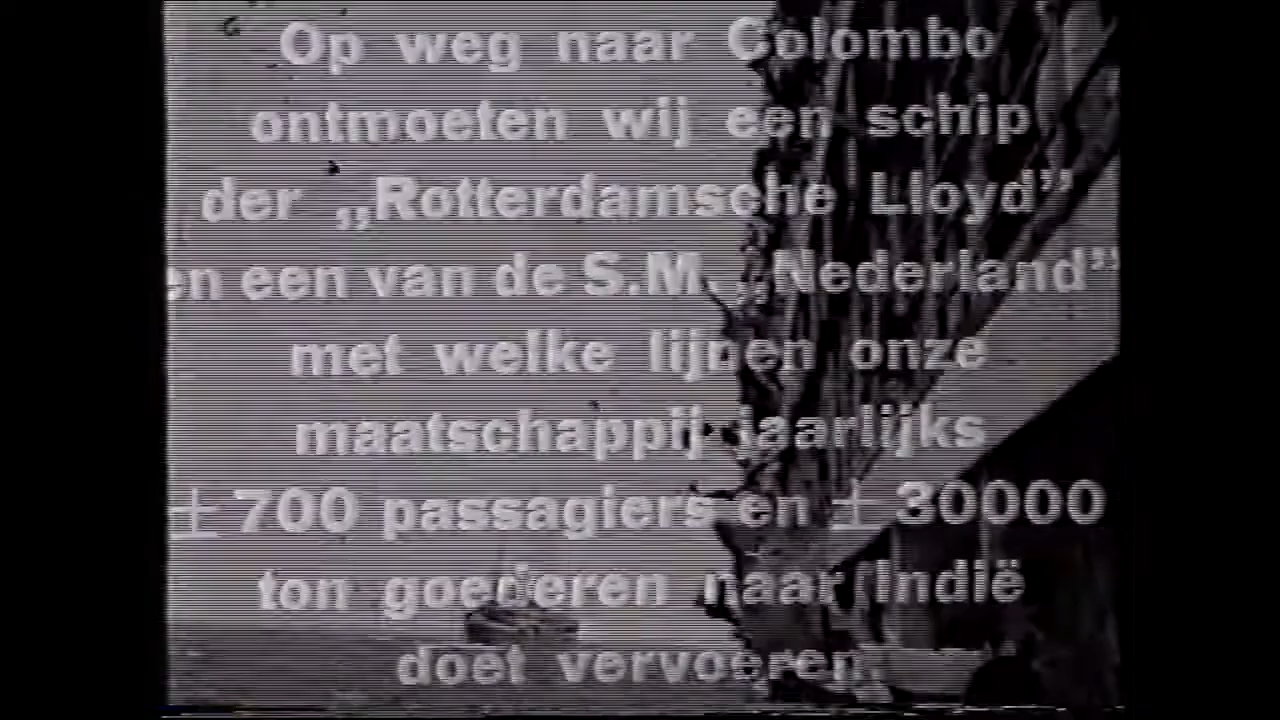 Op weg naar Colombo
ontmoeten wij een schip
der „Rotterdamsche Lloyd”
en een van de S.M. „Nederland”
met welke lijnen onze
maatschappij jaarlijks
± 700 passagiers en ± 30000
ton goederen naar Indië
doet vervoeren.